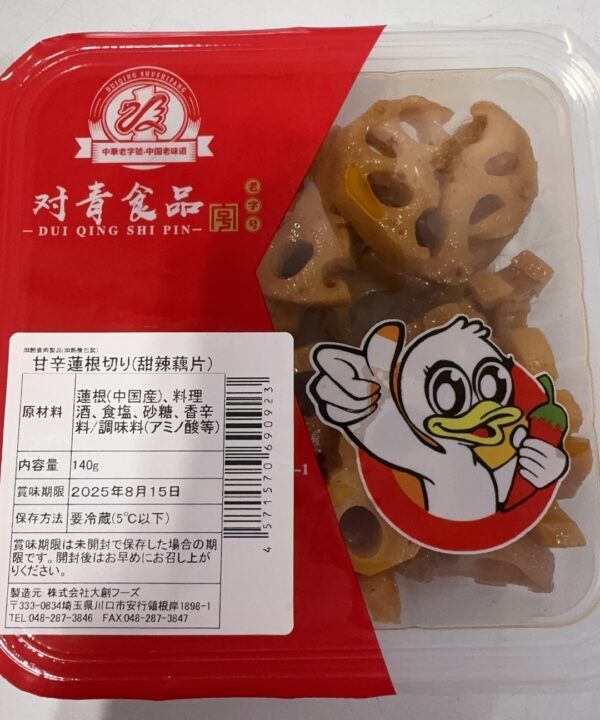 DUIQING SHUSHIFANG
中華老字號·中国老味道
对青食品
老字号
- DUI QING SHI PIN -
加熱食肉製品(加熱後包装)
甘辛蓮根切り(甜辣藕片)
原材料 蓮根(中国産)、料理
酒、食塩、砂糖、香辛
料/調味料(アミノ酸等)
内容量 140g
賞味期限 2025年8月15日
保存方法 要冷蔵(5℃以下)
賞味期限は未開封で保存した場合の期
限です。開封後はお早めにお召し上が
りください。
製造元:株式会社大創フーズ
〒333-0834埼玉県川口市安行領根岸1898-1
TEL:048-287-3846 FAX:048-287-3847
4571570690923
-1